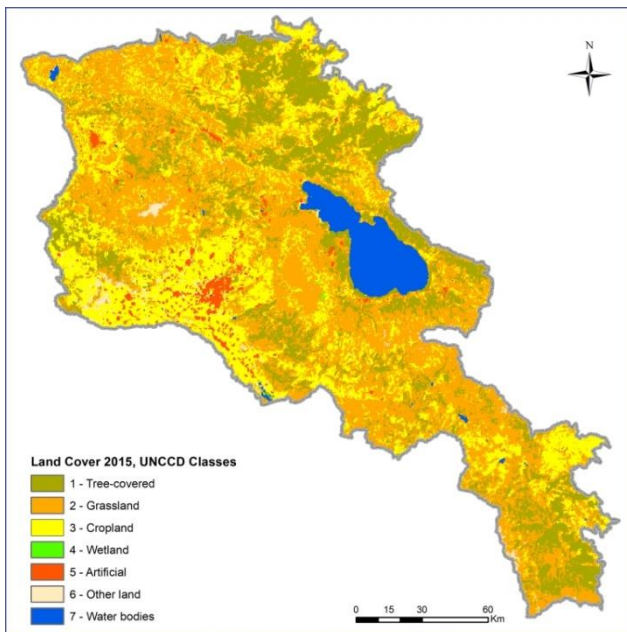 N
Land Cover 2015, UNCCD Classes
1 - Tree-covered
2 - Grassland
3 - Cropland
4 - Wetland
5 - Artificial
6 - Other land
7 - Water bodies
0 15 30 60
Km